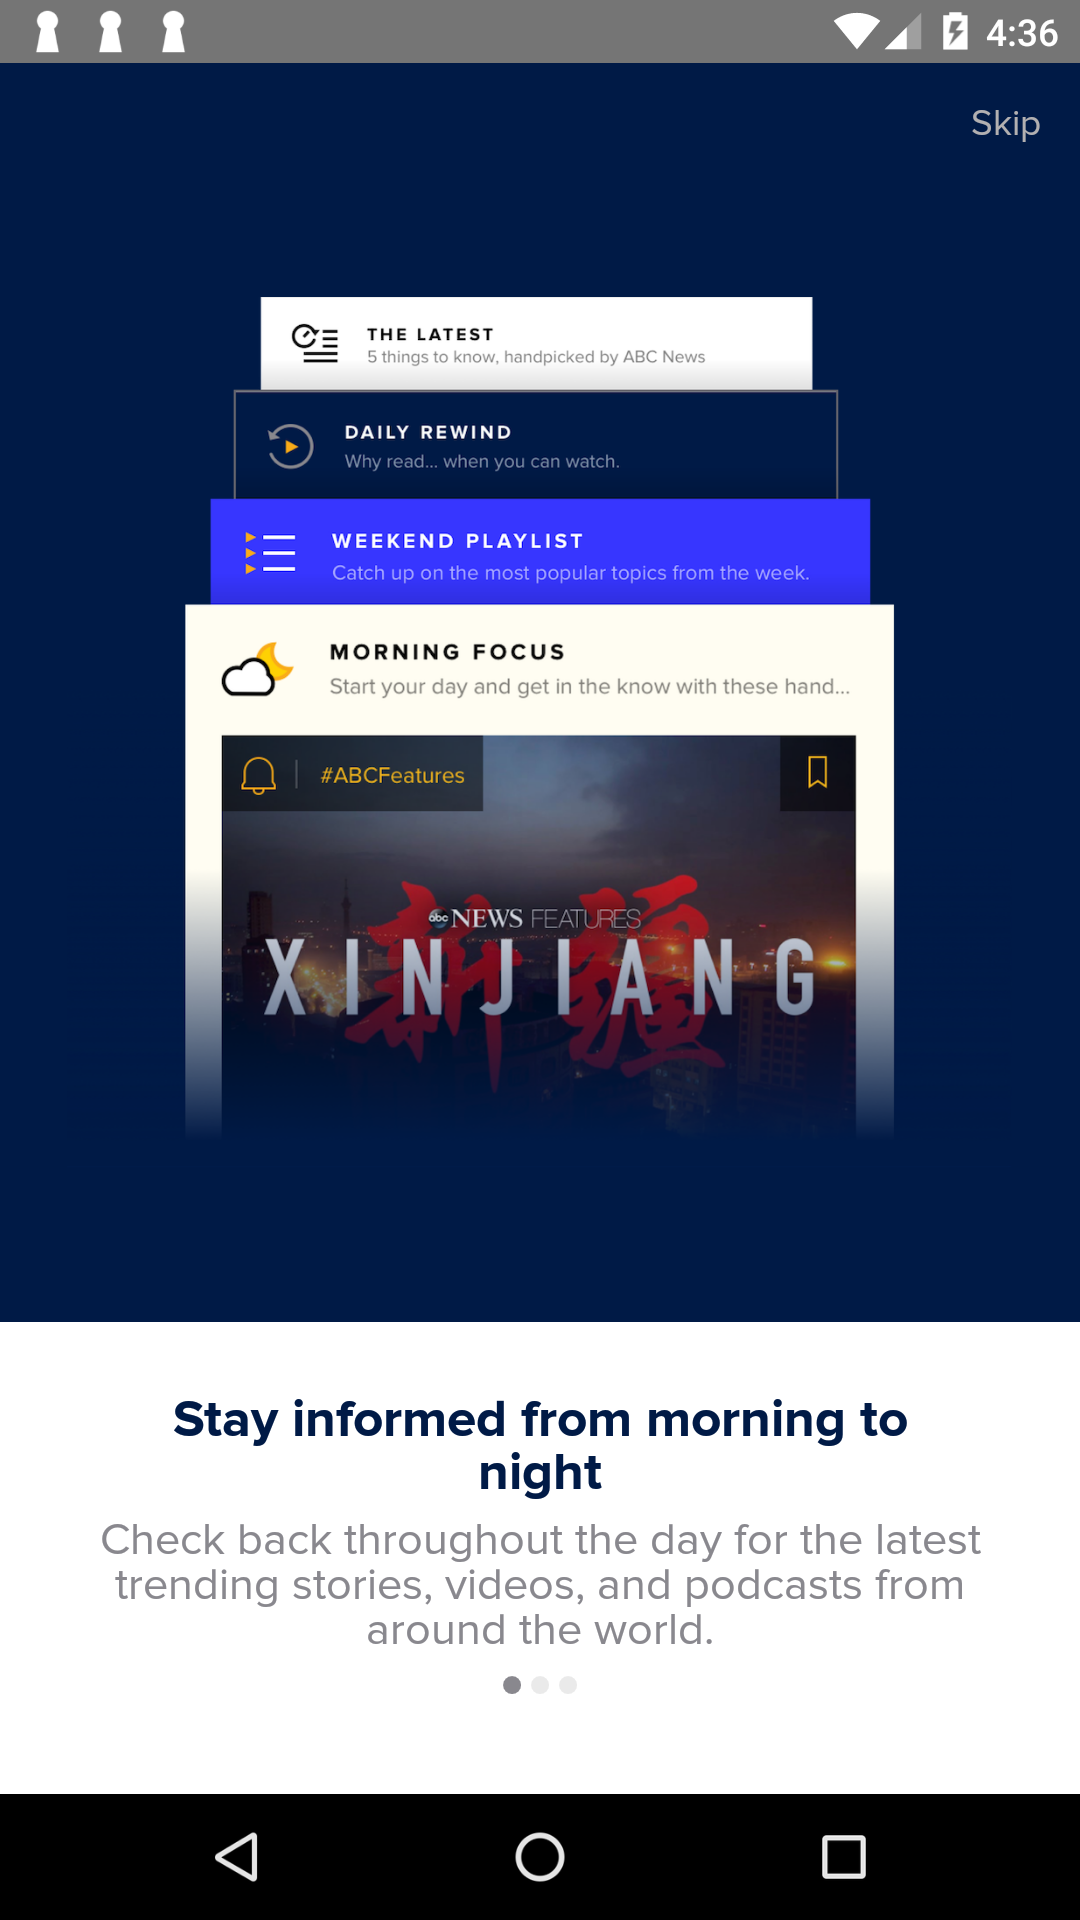 4:36
Skip
THE LATEST
5 things to know, handpicked by ABC News
DAILY REWIND
Why read... when you can watch.
WEEKEND PLAYLIST
Catch up on the most popular topics from the week.
MORNING FOCUS
Start your day and get in the know with these hand...
#ABCFeatures
新疆
abc NEWS FEATURES
XINJIANG
Stay informed from morning to
night
Check back throughout the day for the latest
trending stories, videos, and podcasts from
around the world.